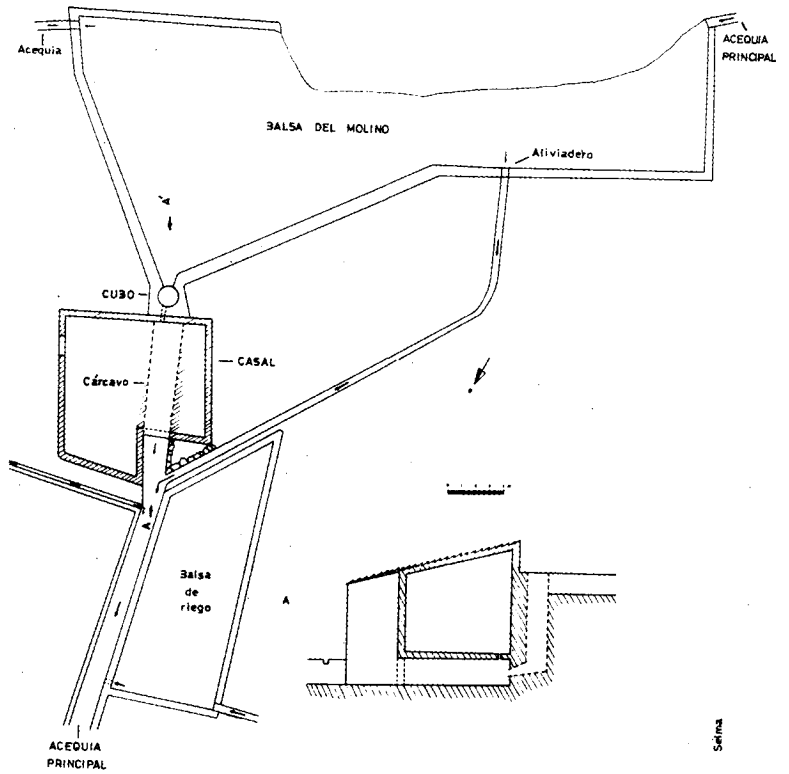 Acequia
ACEQUIA
PRINCIPAL
BALSA DEL MOLINO
Aliviadero
A'
CUBO
CASAL
Cárcavo
A
Balsa
de
riego
A
ACEQUIA
PRINCIPAL
Selma